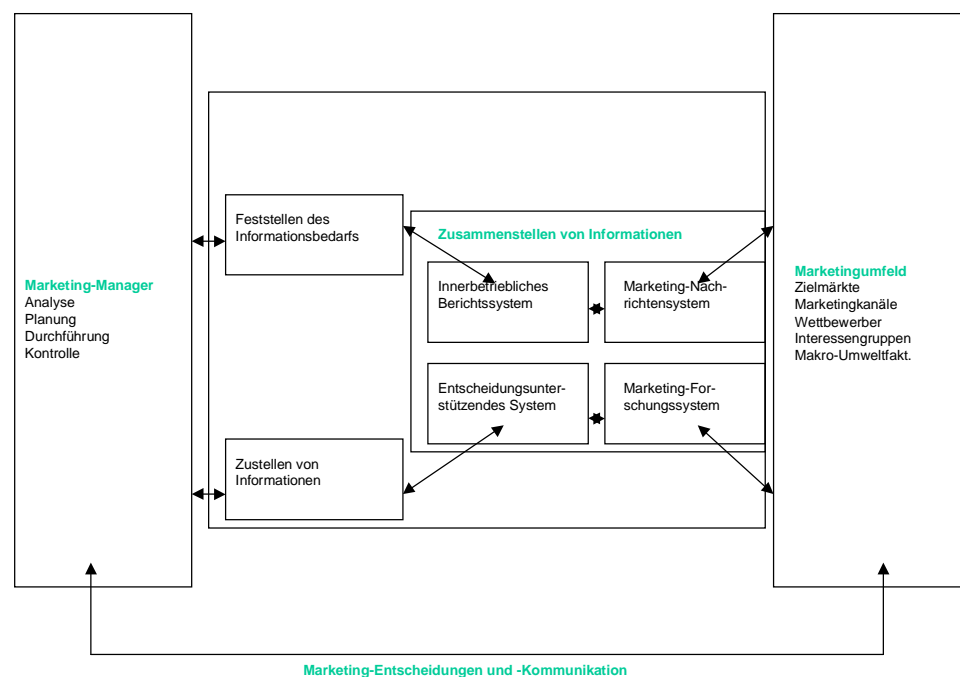 Feststellen des
Informationsbedarfs
Zusammenstellen von Informationen
Marketing-Manager
Analyse
Planung
Durchführung
Kontrolle
Innerbetriebliches
Berichtssystem
Marketing-Nach-
richtensystem
Marketingumfeld
Zielmärkte
Marketingkanäle
Wettbewerber
Interessengruppen
Makro-Umweltfakt.
Entscheidungsunter-
stützendes System
Marketing-For-
schungssystem
Zustellen von
Informationen
Marketing-Entscheidungen und -Kommunikation